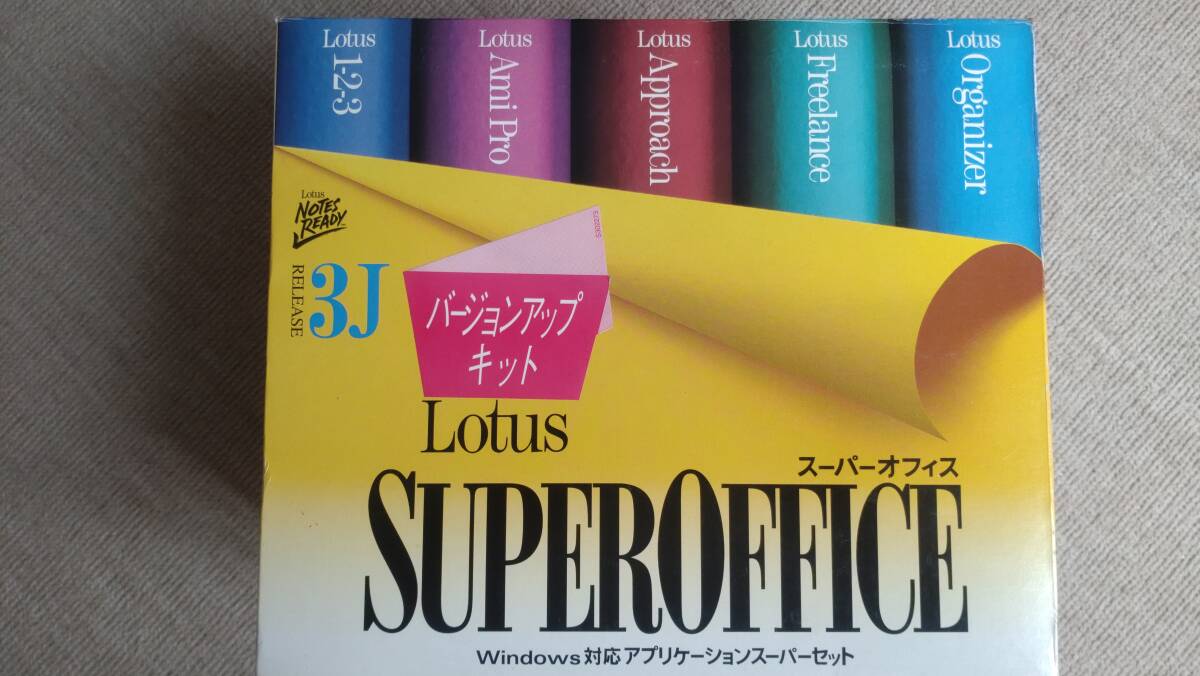 Lotus
1-2-3
Lotus
Ami Pro
Lotus
Approach
Lotus
Freelance
Lotus
Organizer
Lotus
NOTES
READY
RELEASE
3J
バージョンアップ
キット
Lotus
スーパーオフィス
SUPEROFFICE
Windows対応アプリケーションスーパーセット